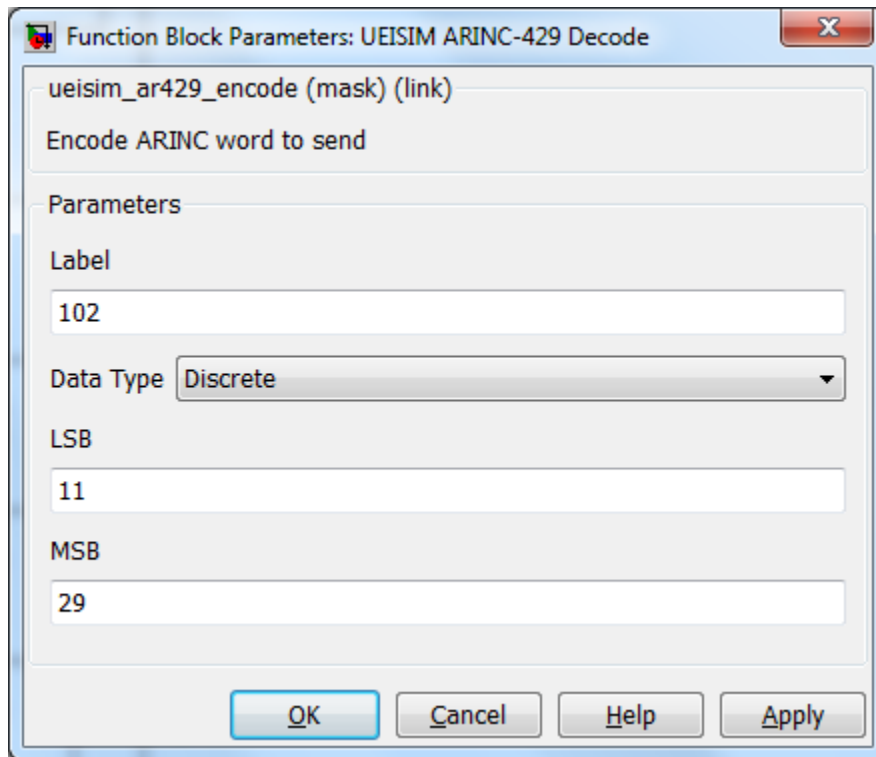 Function Block Parameters: UEISIM ARINC-429 Decode
ueisim_ar429_encode (mask) (link)
Encode ARINC word to send
Parameters
Label
102
Data Type Discrete
LSB
11
MSB
29
OK Cancel Help Apply